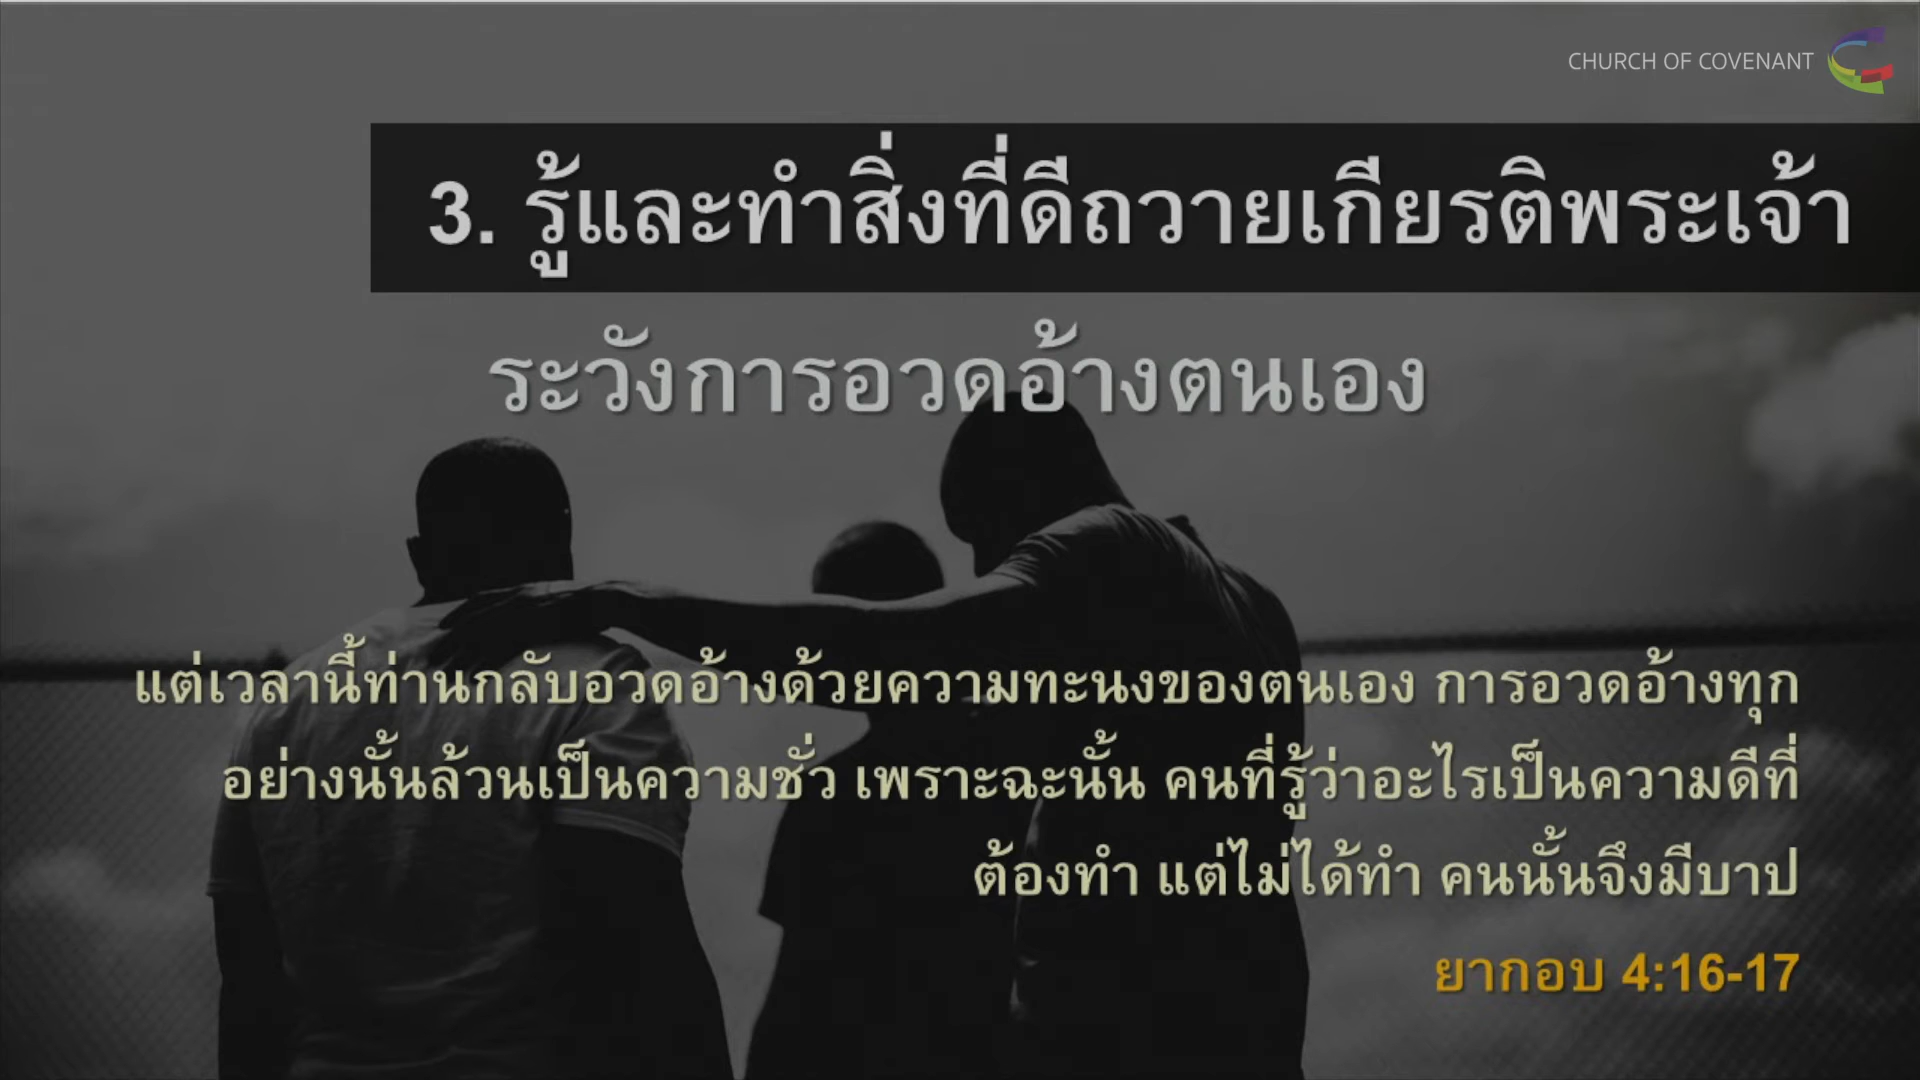 CHURCH OF COVENANT
3. รู้และทำสิ่งที่ดีถวายเกียรติพระเจ้า
ระวังการอวดอ้างตนเอง
แต่เวลานี้ท่านกลับอวดอ้างด้วยความทะนงของตนเอง การอวดอ้างทุก
อย่างนั้นล้วนเป็นความชั่ว เพราะฉะนั้น คนที่รู้ว่าอะไรเป็นความดีที่
ต้องทำ แต่ไม่ได้ทำ คนนั้นจึงมีบาป
ยากอบ 4:16-17